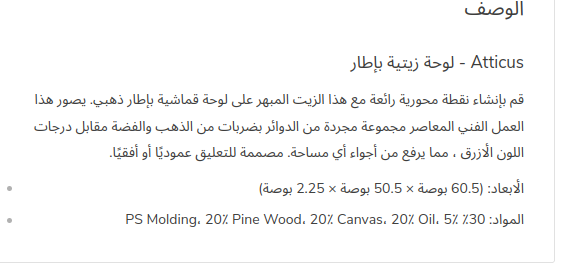 الوصف
Atticus - لوحة زيتية بإطار
قم بإنشاء نقطة محورية رائعة مع هذا الزيت المبهر على لوحة قماشية بإطار ذهبي. يصور هذا
العمل الفني المعاصر مجموعة مجردة من الدوائر بضربات من الذهب والفضة مقابل درجات
اللون الأزرق ، مما يرفع من أجواء أي مساحة. مصممة للتعليق عموديًا أو أفقيًا.
الأبعاد: (60.5 بوصة × 50.5 بوصة × 2.25 بوصة)
المواد: 30٪ PS Molding، 20٪ Pine Wood، 20٪ Canvas، 20٪ Oil، 5٪